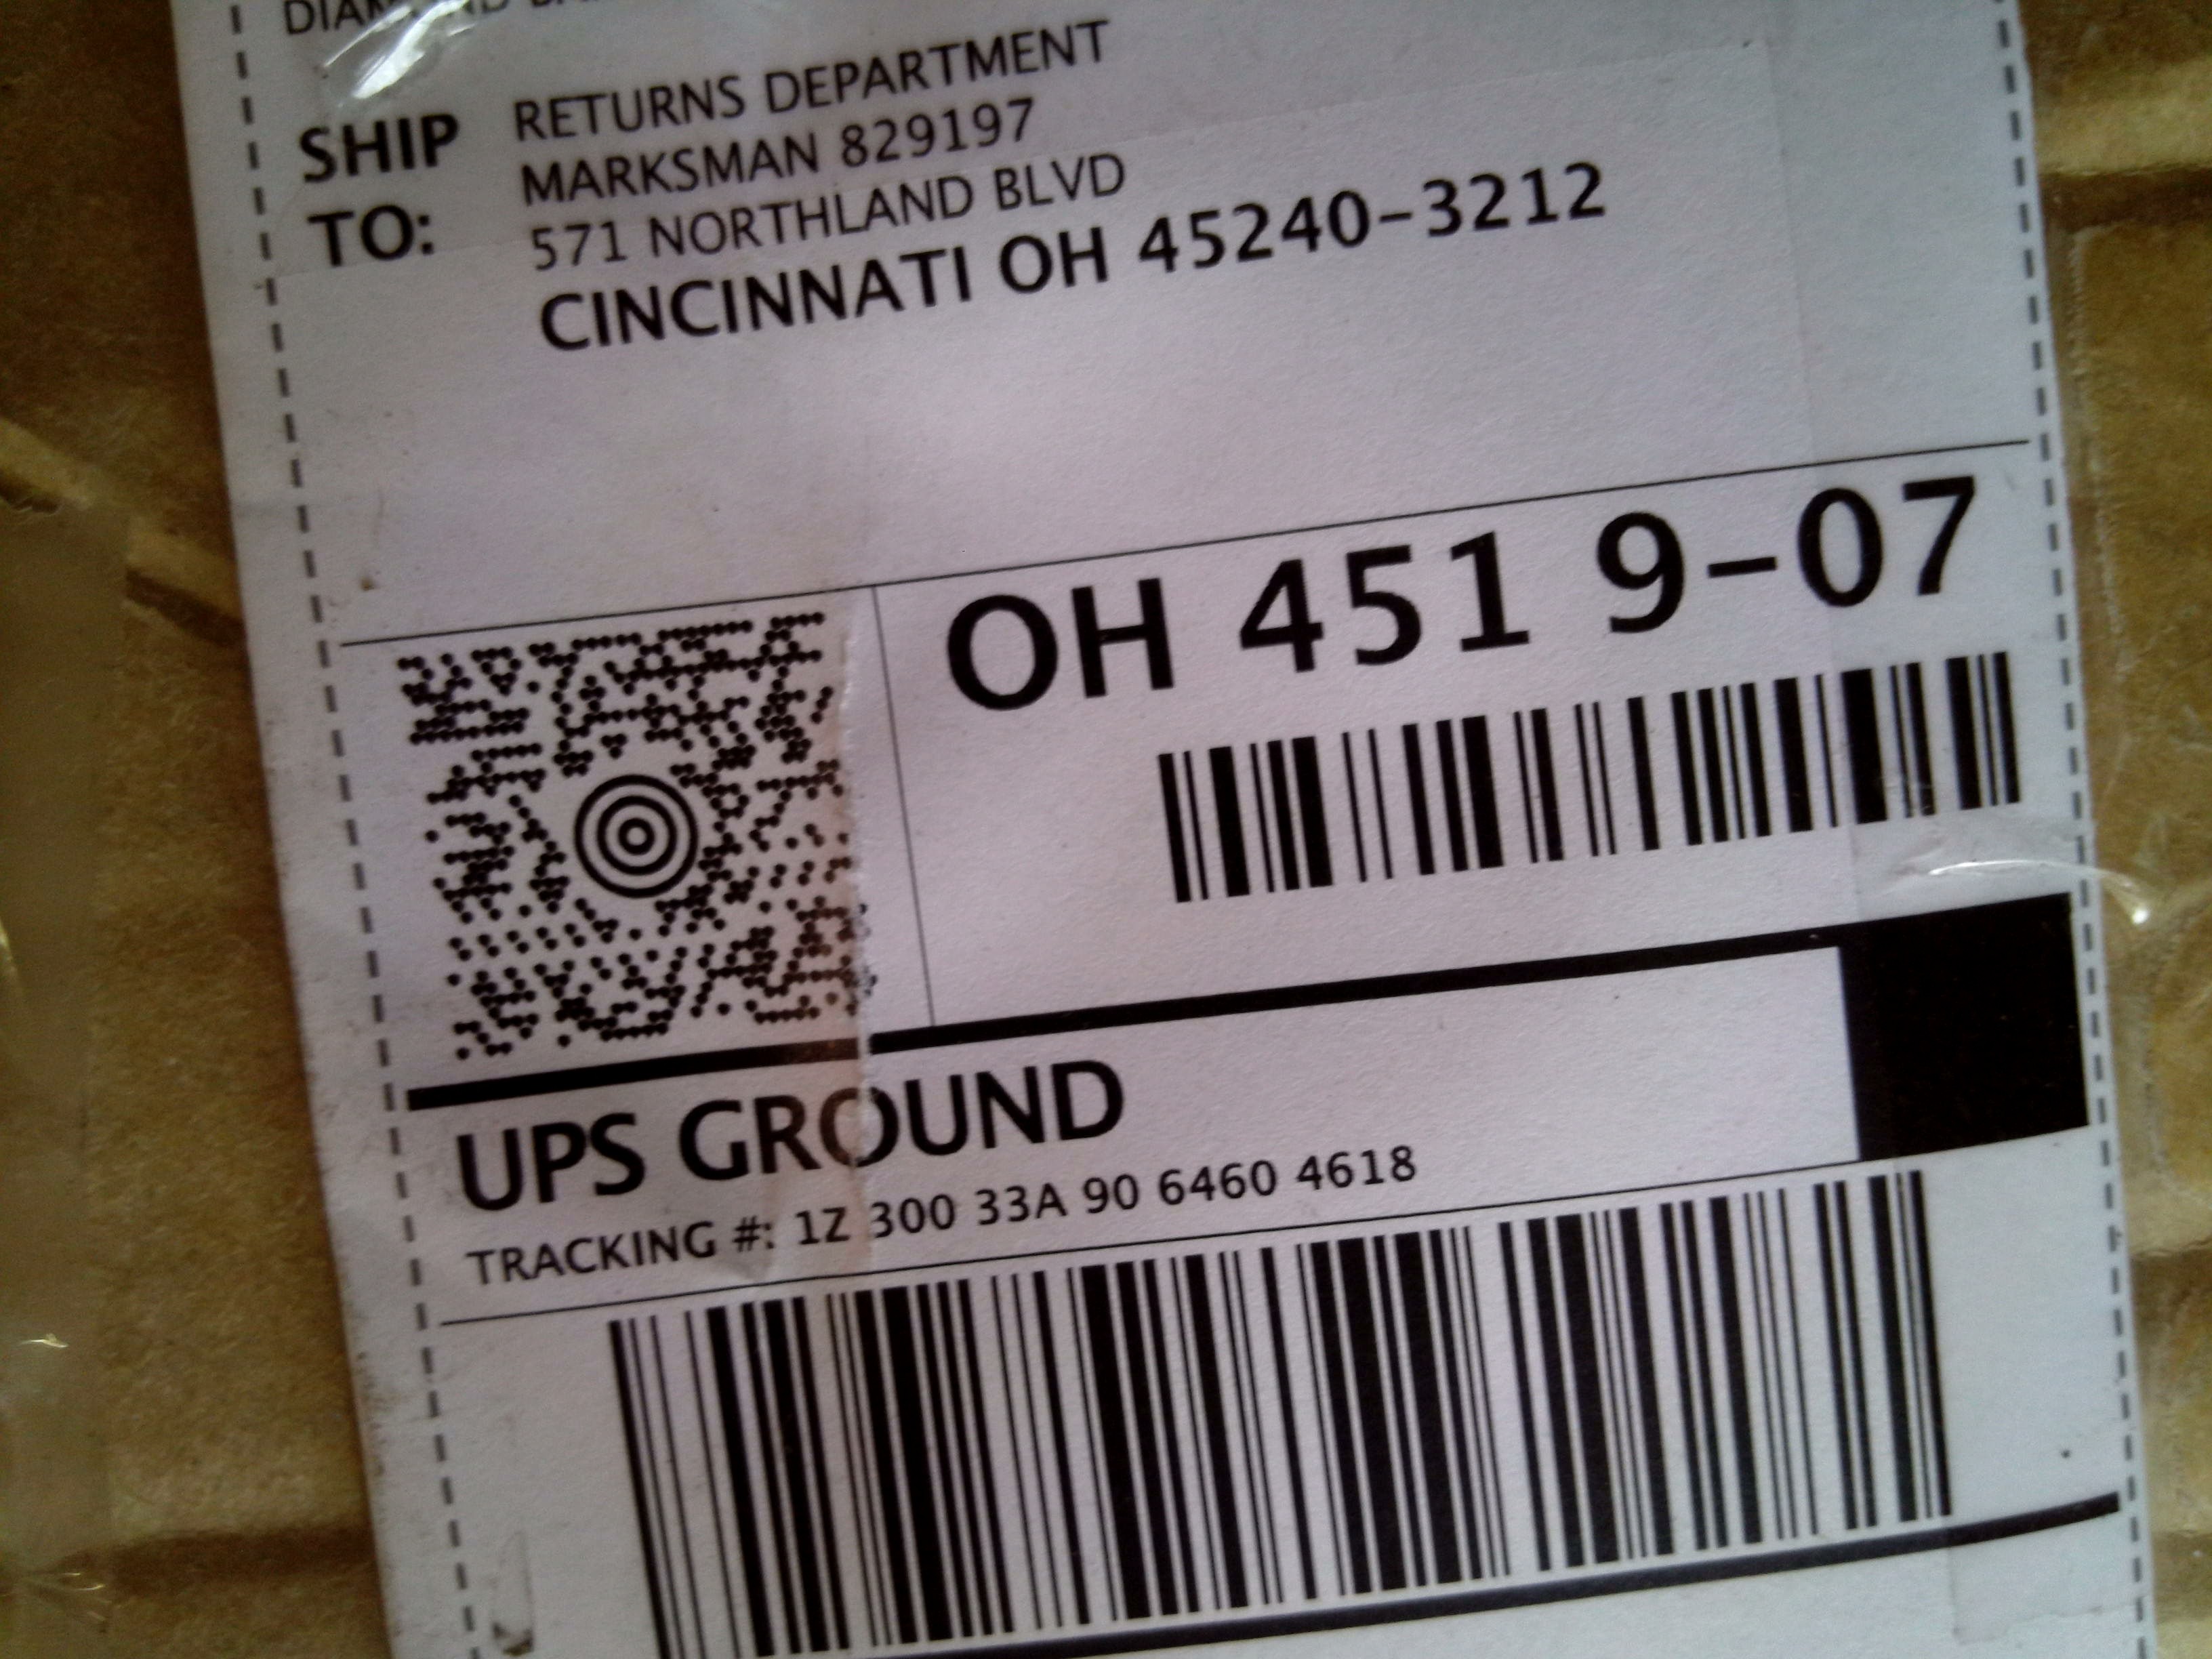 SHIP TO:
RETURNS DEPARTMENT
MARKSMAN 829197
571 NORTHLAND BLVD
CINCINNATI OH 45240-3212
OH 451 9-07
UPS GROUND
TRACKING #: 1Z 300 33A 90 6460 4618